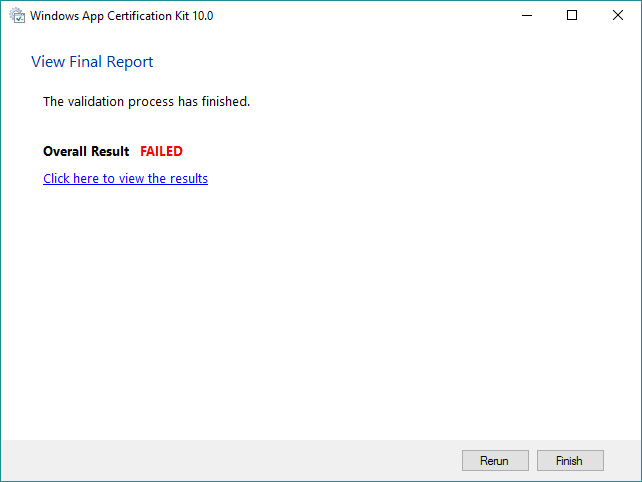 Windows App Certification Kit 10.0
View Final Report
The validation process has finished.
Overall Result FAILED
Click here to view the results
Rerun Finish